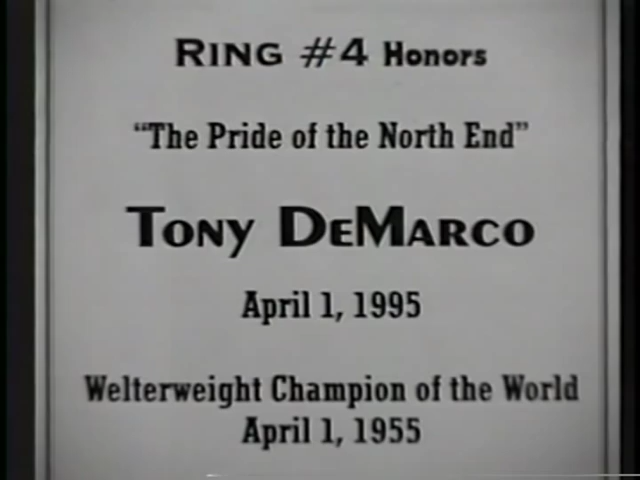 RING #4 Honors
“The Pride of the North End”
TONY DEMARCO
April 1, 1995
Welterweight Champion of the World
April 1, 1955